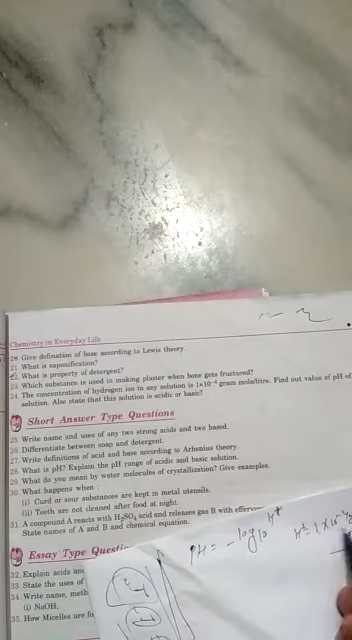 Chemistry in Everyday Life
20 Give defination of base according to Lewis theory.
21 What is saponification?
22. What is property of detergent?
23 Which substance is used in making plaster when bone gets fractured?
24 The concentration of hydrogen ion in any solution is 1×10⁻⁴ gram mole/litre. Find out value of pH of
solution. Also state that this solution is acidic or basic?
Short Answer Type Questions
25 Write name and uses of any two strong acids and two based.
26 Differentiate between soap and detergent.
27. Write definitions of acid and base according to Arhenius theory.
28. What is pH? Explain the pH range of acidic and basic solution.
29. What do you mean by water molecules of crystallization? Give examples.
30. What happens when :
(i) Curd or sour substances are kept in metal utensils.
(ii) Teeth are not cleaned after food at night.
31. A compound A reacts with H₂SO₄ acid and releases gas B with
State names of A and B and chemical equation.
Essay Type
32. Explain acids
33. State the uses of
34 Write name,
(i) NaOH,
35. How Micelles are
PH = - log10 H+